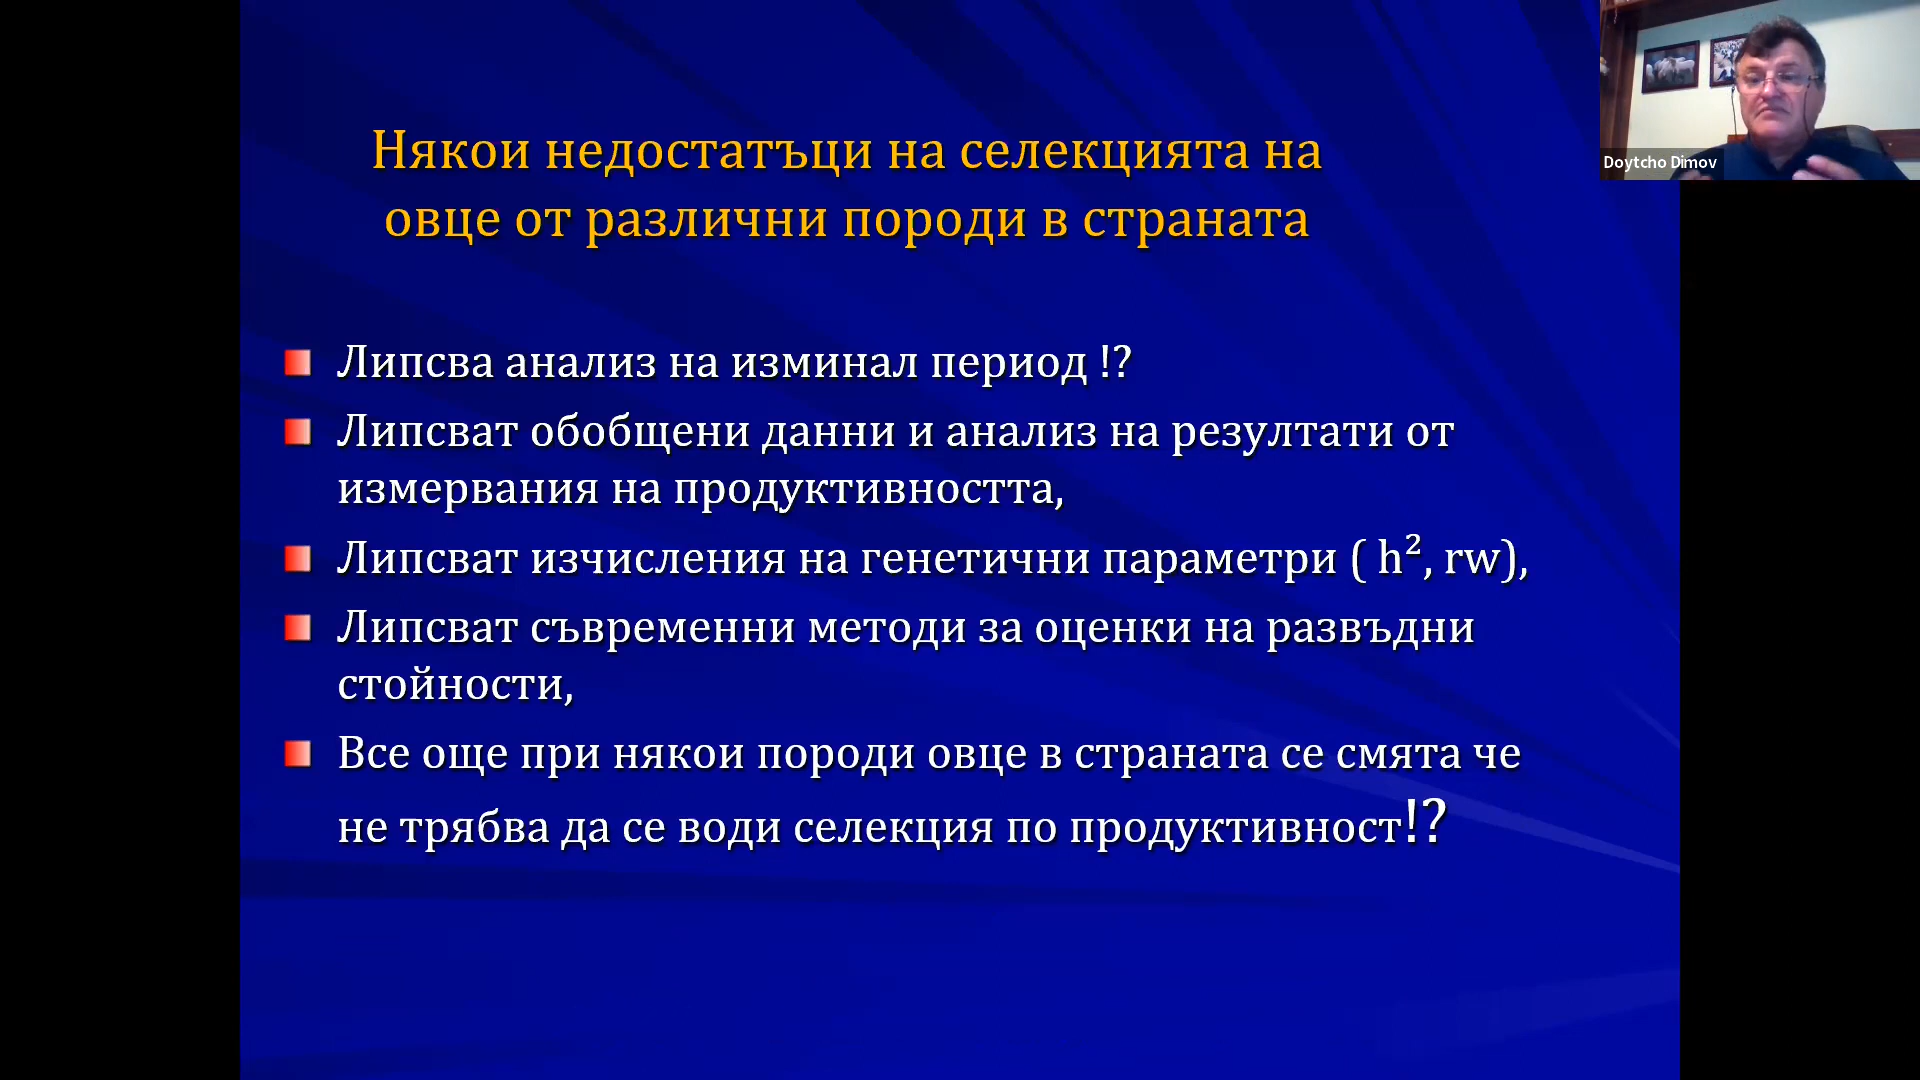 Някои недостатъци на селекцията на
овце от различни породи в страната
Липсва анализ на изминал период !?
Липсват обобщени данни и анализ на резултати от
измервания на продуктивността,
Липсват изчисления на генетични параметри ( h², rw),
Липсват съвременни методи за оценки на развъдни
стойности,
Все още при някои породи овце в страната се смята че
не трябва да се води селекция по продуктивност!?
Doytcho Dimov